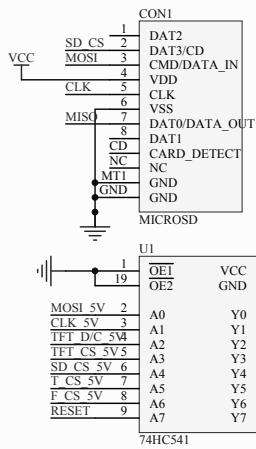 CON1
1 DAT2
SD_CS 2 DAT3/CD
MOSI 3 CMD/DATA_IN
VCC 4 VDD
CLK 5 CLK
6 VSS
MISO 7 DAT0/DATA_OUT
8 DAT1
CD CARD_DETECT
NC NC
MT1 GND
GND GND
MICROSD
U1
1 OE1 VCC
19 OE2 GND
MOSI_5V 2 A0 Y0
CLK_5V 3 A1 Y1
TFT_D/C_5V 4 A2 Y2
TFT_CS_5V 5 A3 Y3
SD_CS_5V 6 A4 Y4
T_CS_5V 7 A5 Y5
F_CS_5V 8 A6 Y6
RESET 9 A7 Y7
74HC541